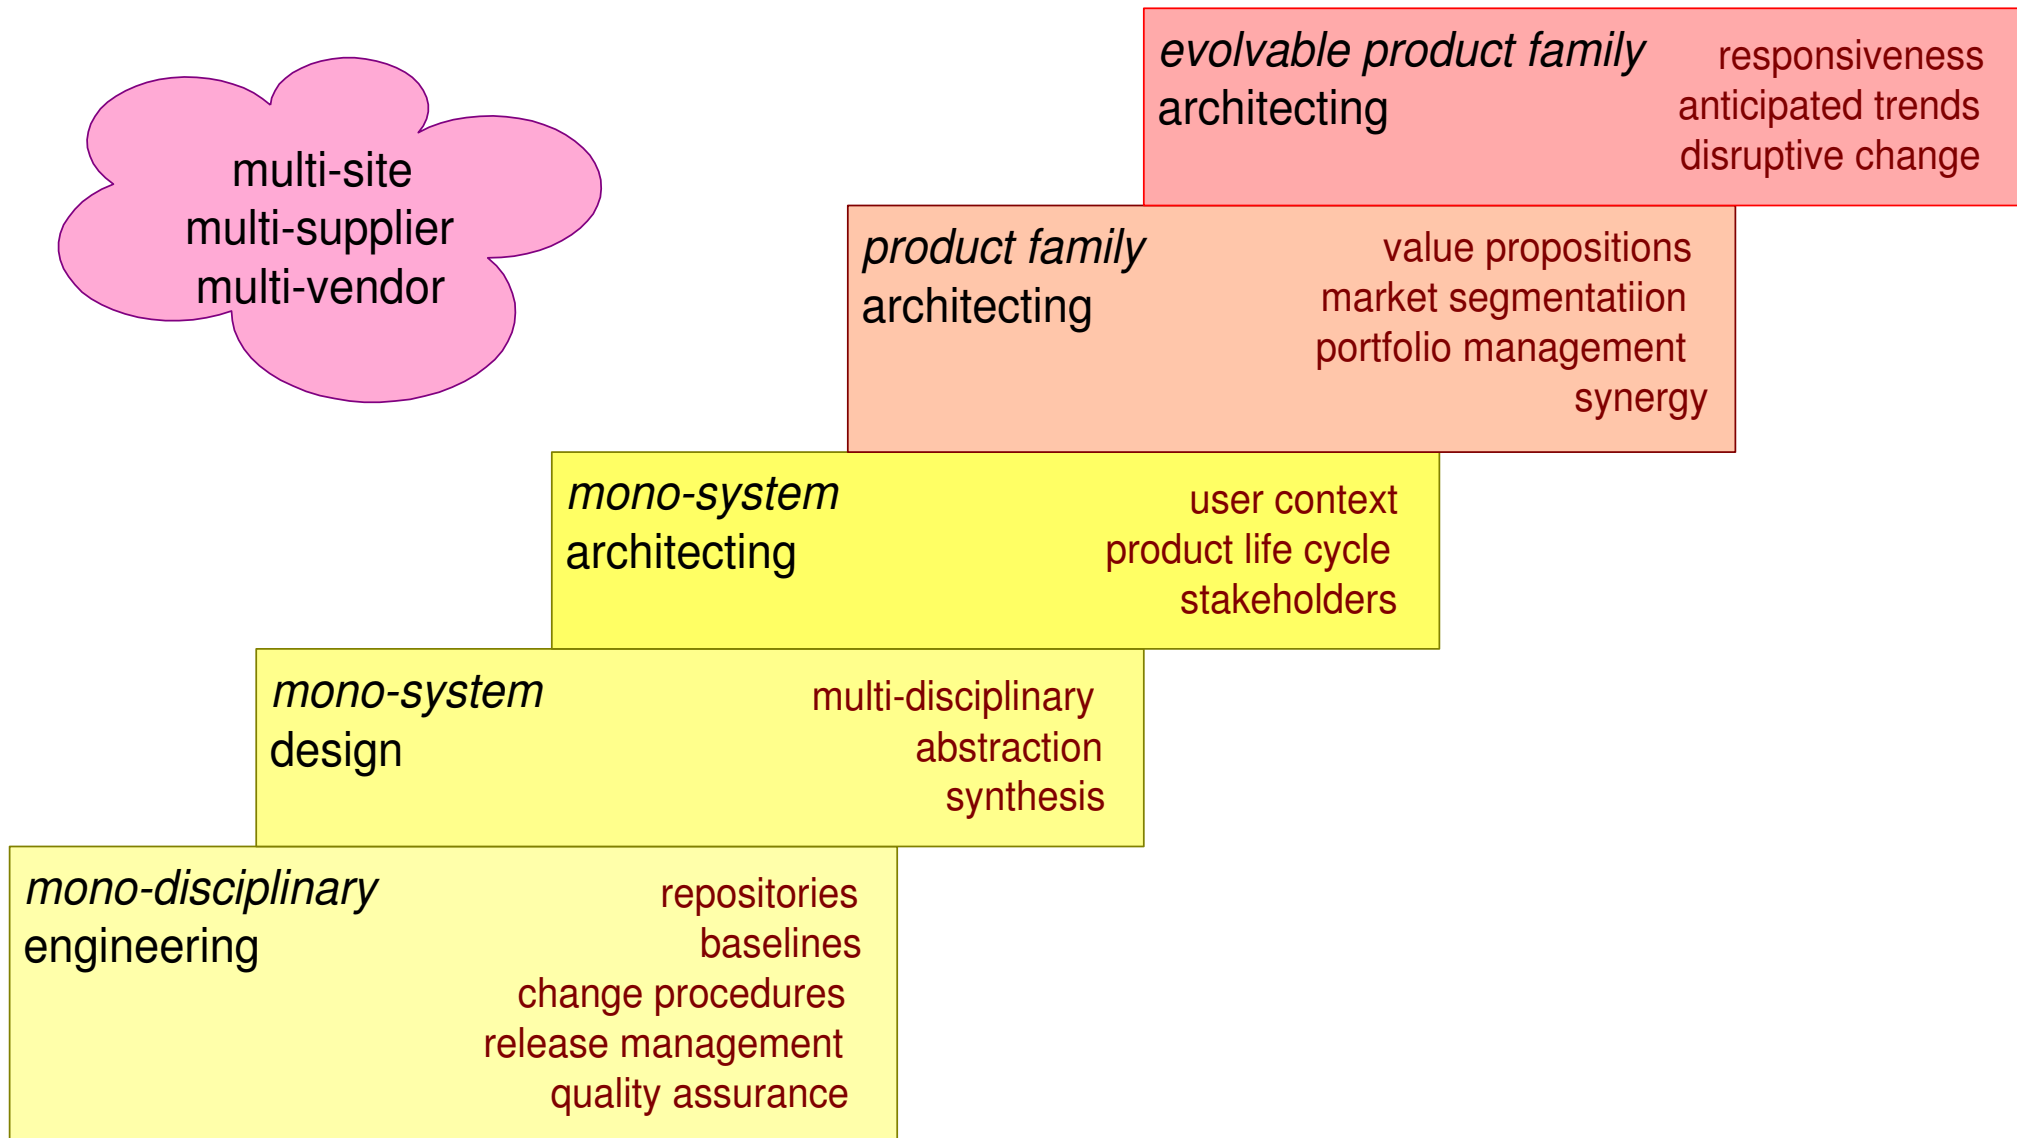 multi-site
multi-supplier
multi-vendor
evolvable product family
architecting
responsiveness
anticipated trends
disruptive change
product family
architecting
value propositions
market segmentatiion
portfolio management
synergy
mono-system
architecting
user context
product life cycle
stakeholders
mono-system
design
multi-disciplinary
abstraction
synthesis
mono-disciplinary
engineering
repositories
baselines
change procedures
release management
quality assurance